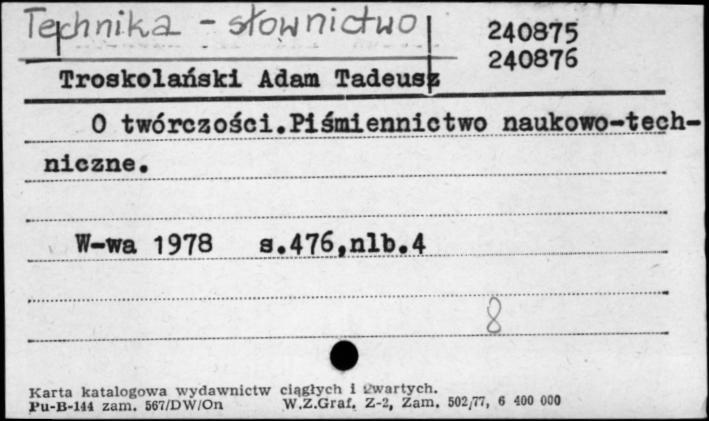 Technika - słownictwo
240875
240876
Troskolański Adam Tadeusz
O twórczości.Piśmiennictwo naukowo-tech-
niczne.
W-wa 1978 s.476,nlb.4
8
Karta katalogowa wydawnictw ciągłych i zwartych.
Pu-B-144 zam. 567/DW/On W.Z.Graf. Z-2, Zam. 502/77, 6 400 000